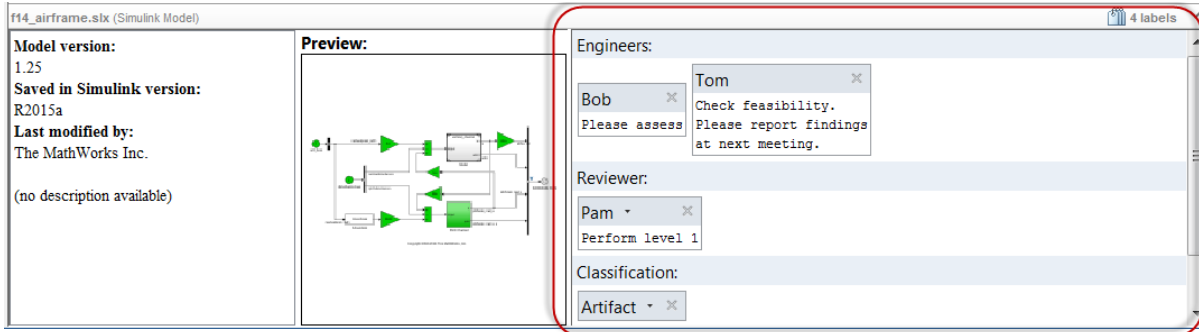 f14_airframe.slx (Simulink Model)
4 labels
Model version:
1.25
Saved in Simulink version:
R2015a
Last modified by:
The MathWorks Inc.
(no description available)
Preview:
Engineers:
Bob
Please assess
Tom
Check feasibility.
Please report findings
at next meeting.
Reviewer:
Pam
Perform level 1
Classification:
Artifact